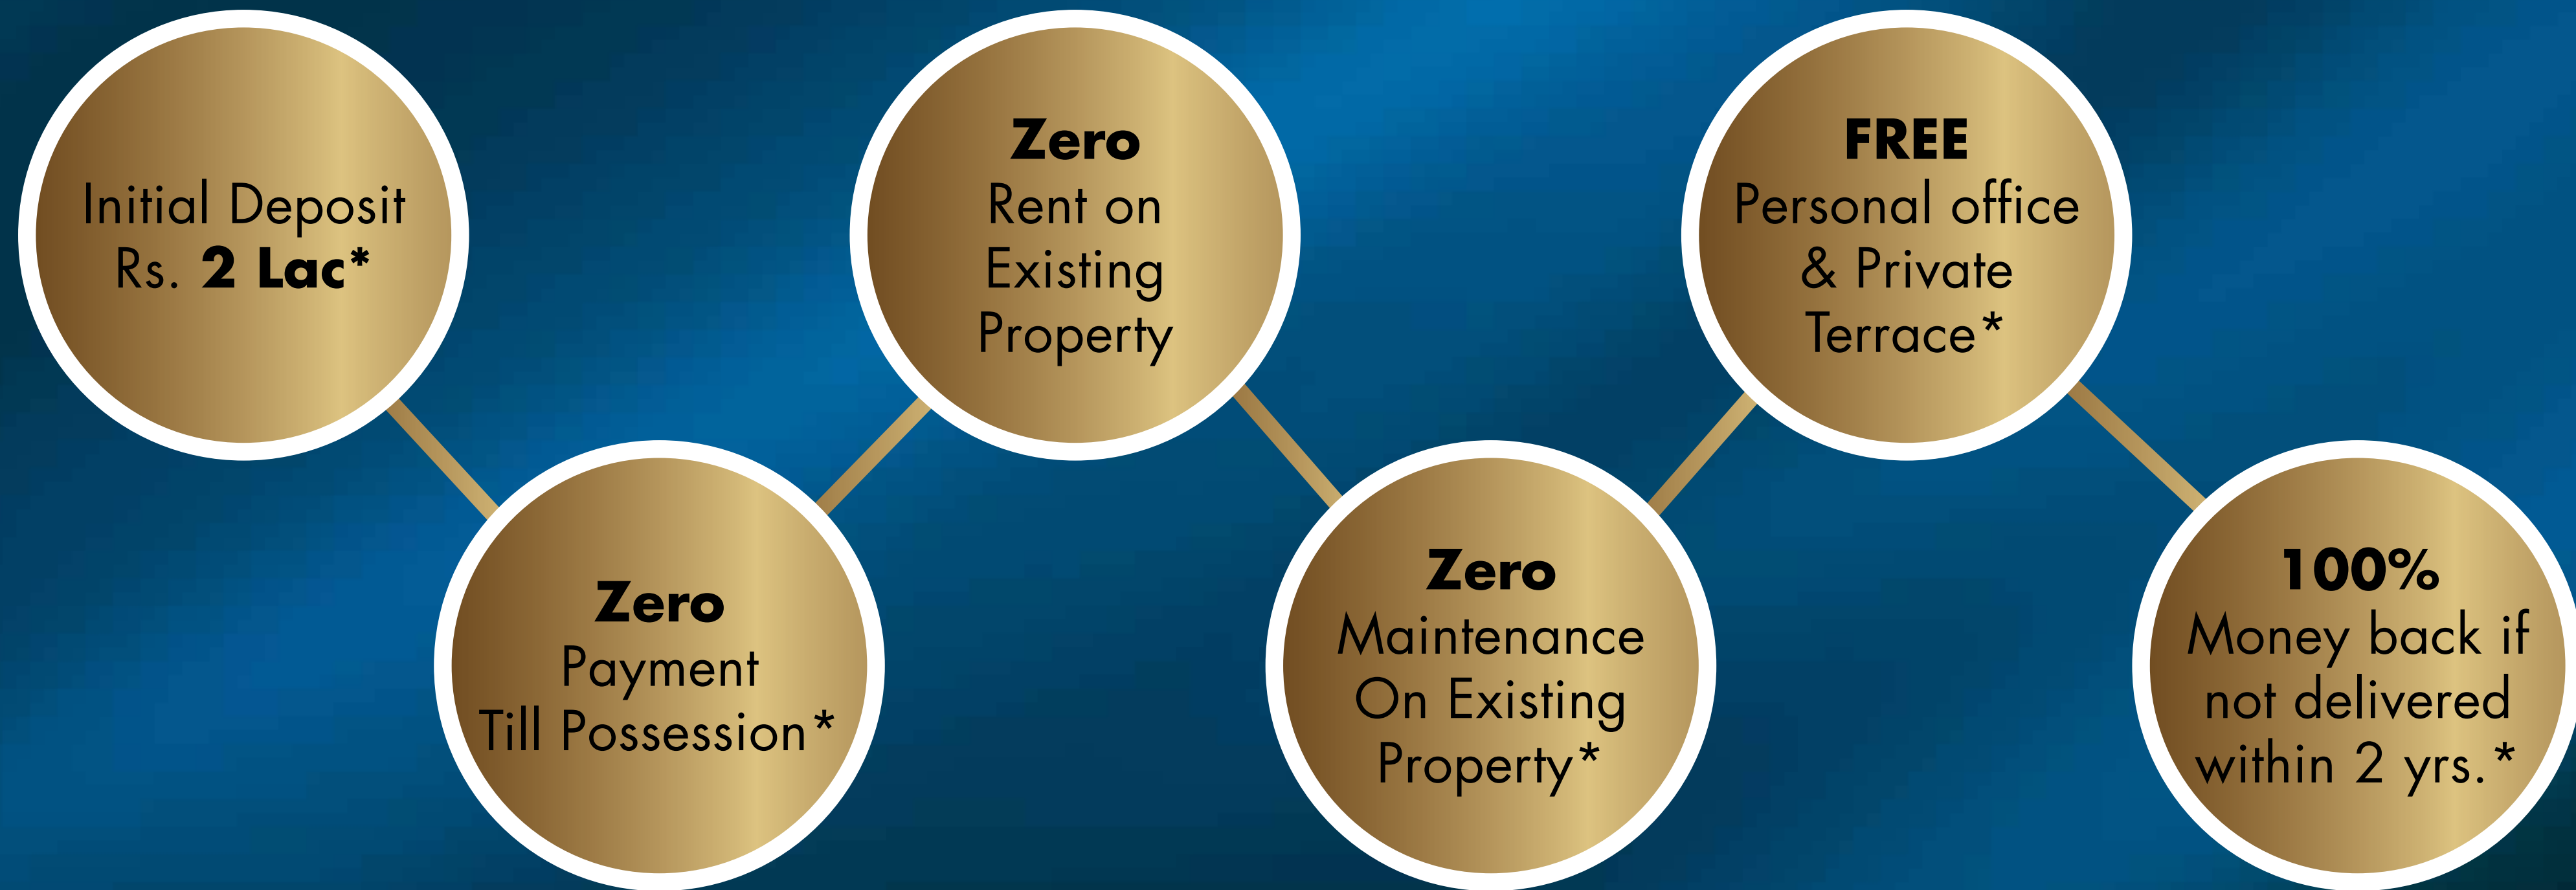 Initial Deposit
Rs. 2 Lac*
Zero
Payment
Till Possession*
Zero
Rent on
Existing
Property
Zero
Maintenance
On Existing
Property*
FREE
Personal office
& Private
Terrace*
100%
Money back if
not delivered
within 2 yrs.*